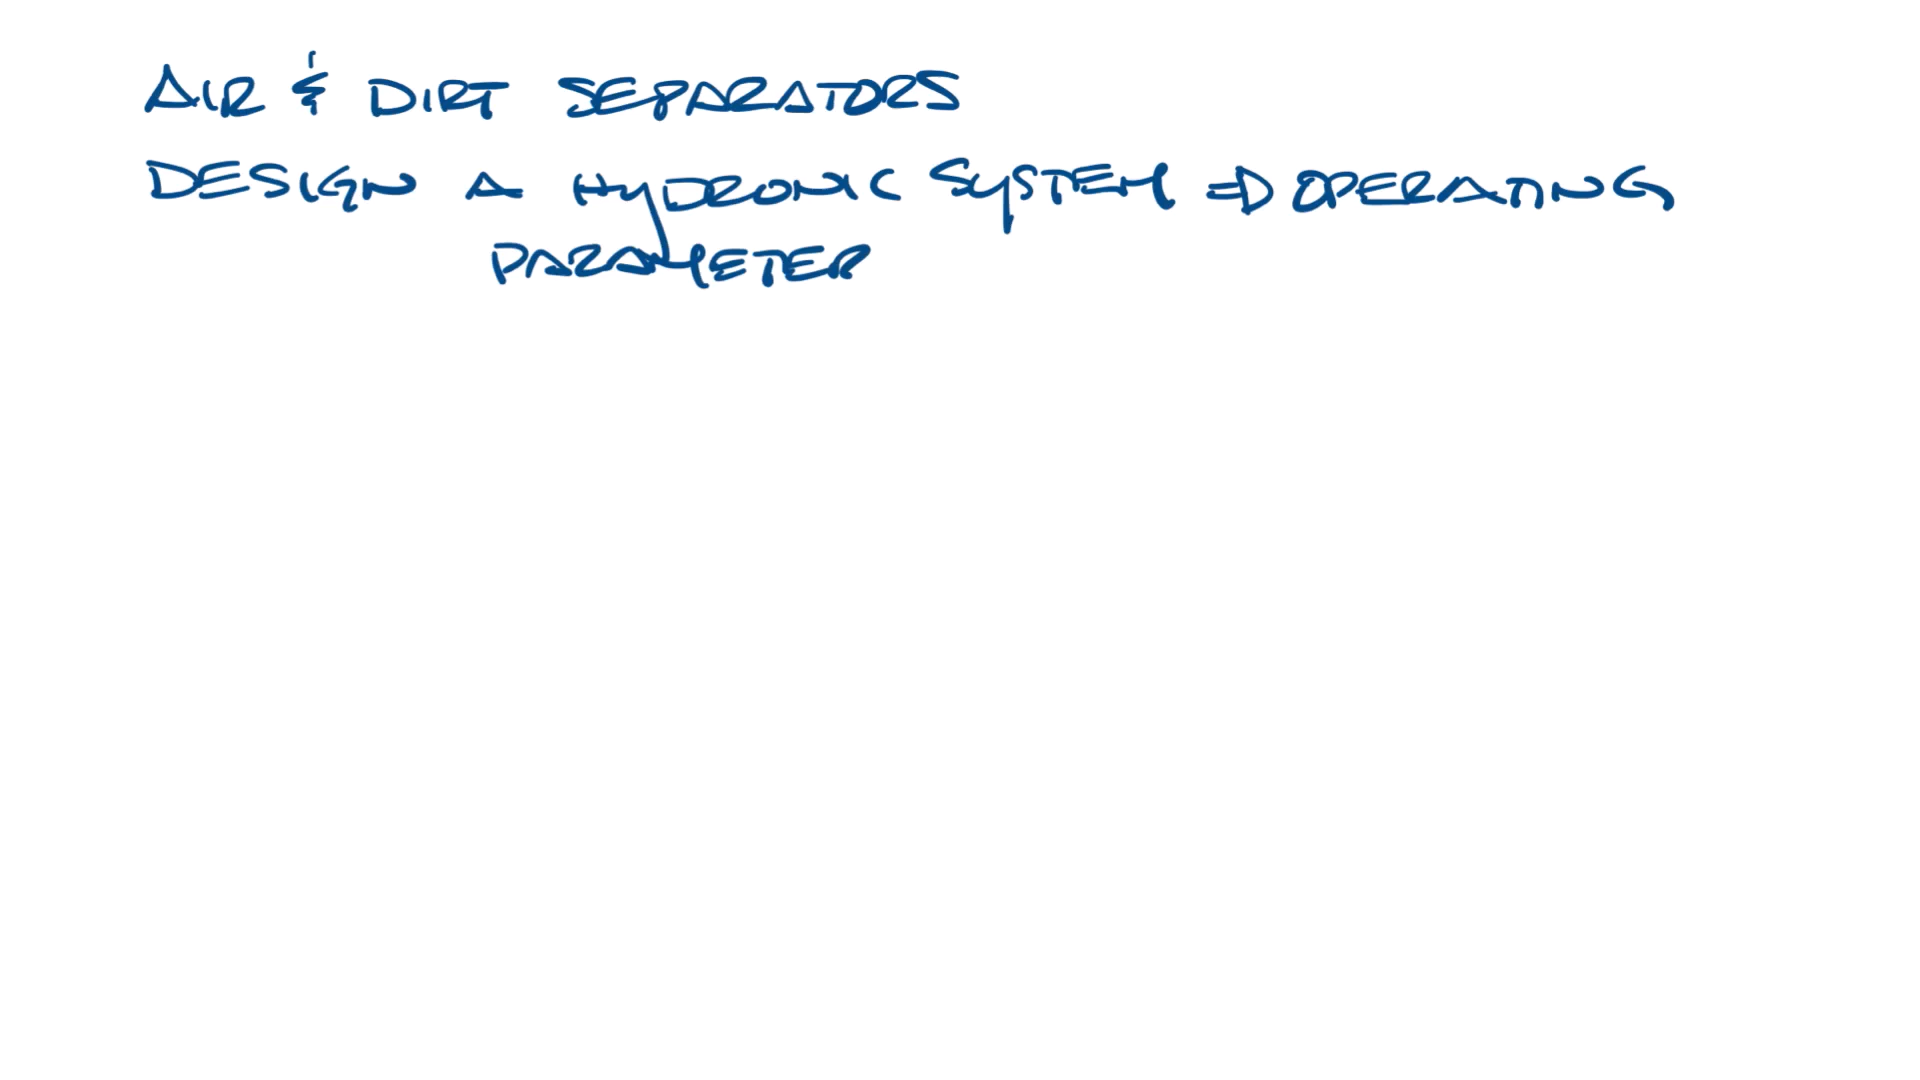 AIR & DIRT SEPARATORS
DESIGN A HYDRONIC SYSTEM ⇒ OPERATING
PARAMETER